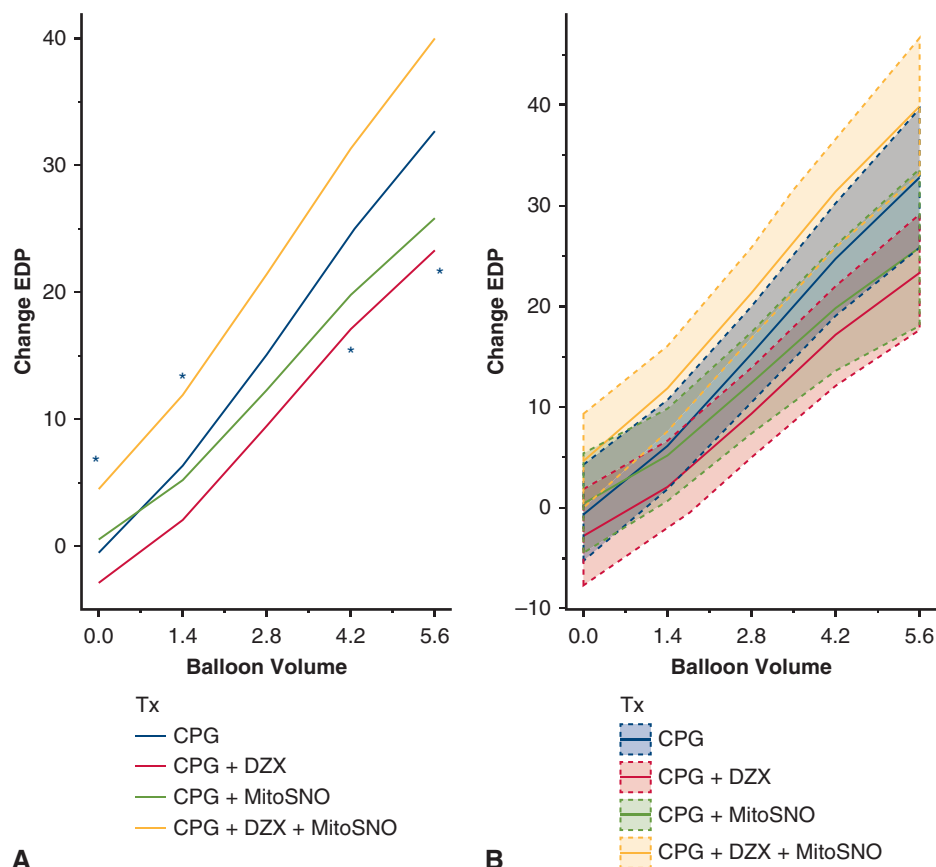 40
30
20
10
0
Change EDP
*
*
*
*
0.0 1.4 2.8 4.2 5.6
Balloon Volume
Tx
CPG
CPG + DZX
CPG + MitoSNO
CPG + DZX + MitoSNO
A
40
30
20
10
0
−10
Change EDP
0.0 1.4 2.8 4.2 5.6
Balloon Volume
Tx
CPG
CPG + DZX
CPG + MitoSNO
CPG + DZX + MitoSNO
B